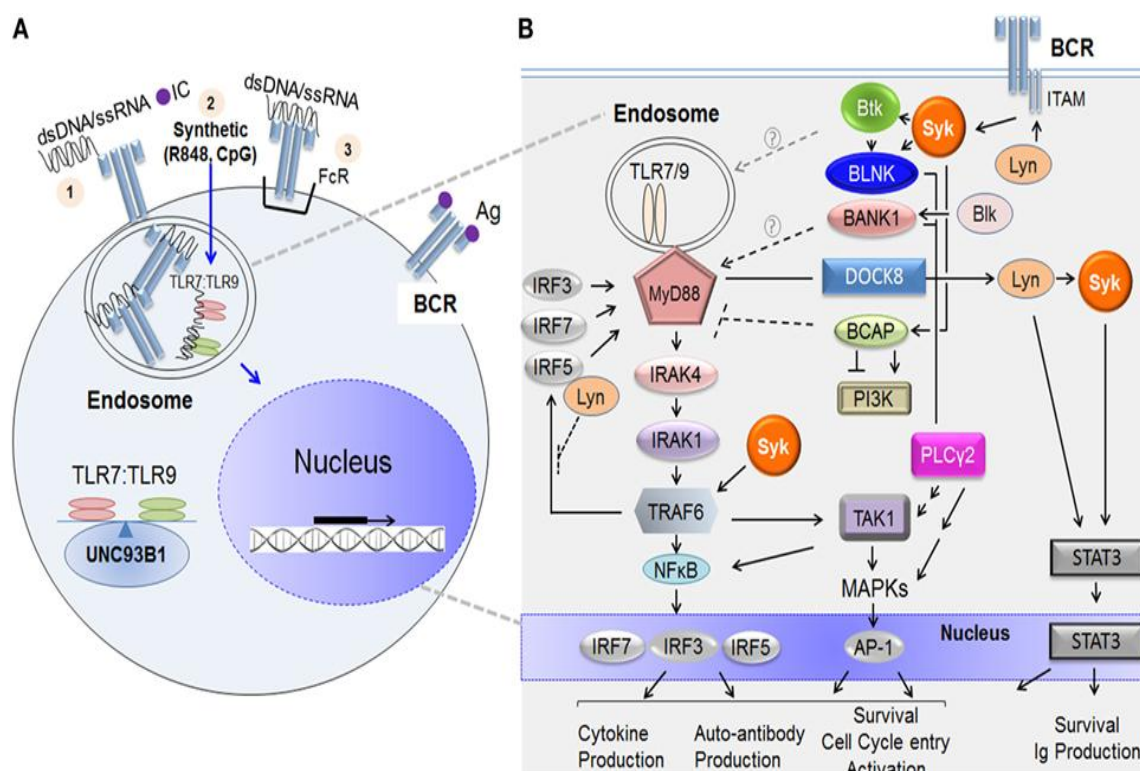 A
dsDNA/ssRNA
IC
2
Synthetic
(R848, CpG)
dsDNA/ssRNA
3
FcR
1
Ag
TLR7:TLR9
BCR
Endosome
Nucleus
TLR7:TLR9
UNC93B1
B
BCR
ITAM
Endosome
Btk
Syk
?
Lyn
TLR7/9
BLNK
BANK1
Blk
?
IRF3
MyD88
DOCK8
Lyn
Syk
IRF7
BCAP
IRF5
IRAK4
Lyn
PI3K
IRAK1
Syk
PLCγ2
TRAF6
TAK1
NFκB
STAT3
MAPKs
Nucleus
IRF7
IRF3
IRF5
AP-1
STAT3
Cytokine
Production
Auto-antibody
Production
Survival
Cell Cycle entry
Activation
Survival
Ig Production